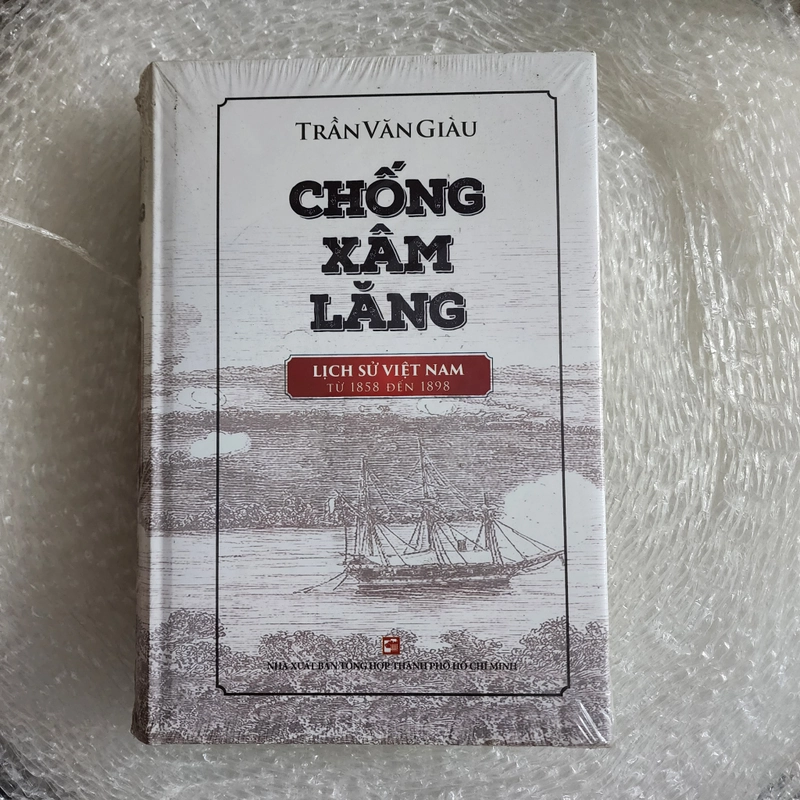 TRẦN VĂN GIÀU
CHỐNG
XÂM
LĂNG
LỊCH SỬ VIỆT NAM
TỪ 1858 ĐẾN 1898
NHÀ XUẤT BẢN TỔNG HỢP THÀNH PHỐ HỒ CHÍ MINH